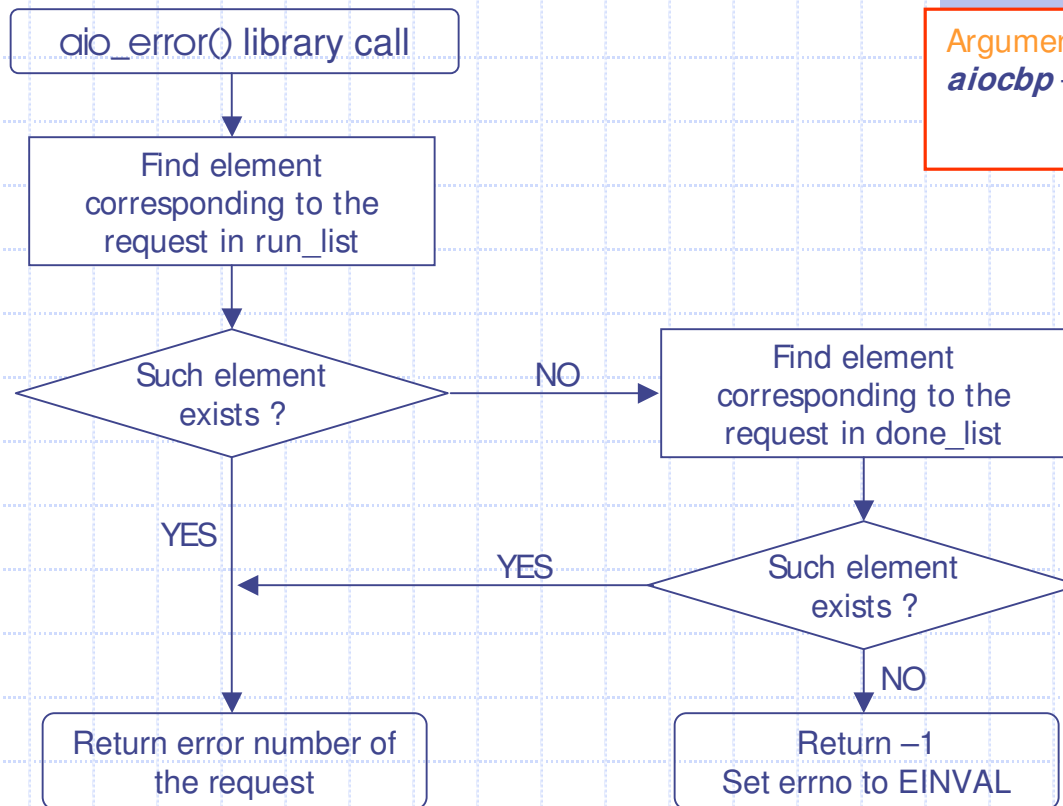 aio_error() library call
Argumen
aiocbp -
Find element
corresponding to the
request in run_list
Such element
exists ?
NO
Find element
corresponding to the
request in done_list
YES
YES
Such element
exists ?
NO
Return error number of
the request
Return –1
Set errno to EINVAL